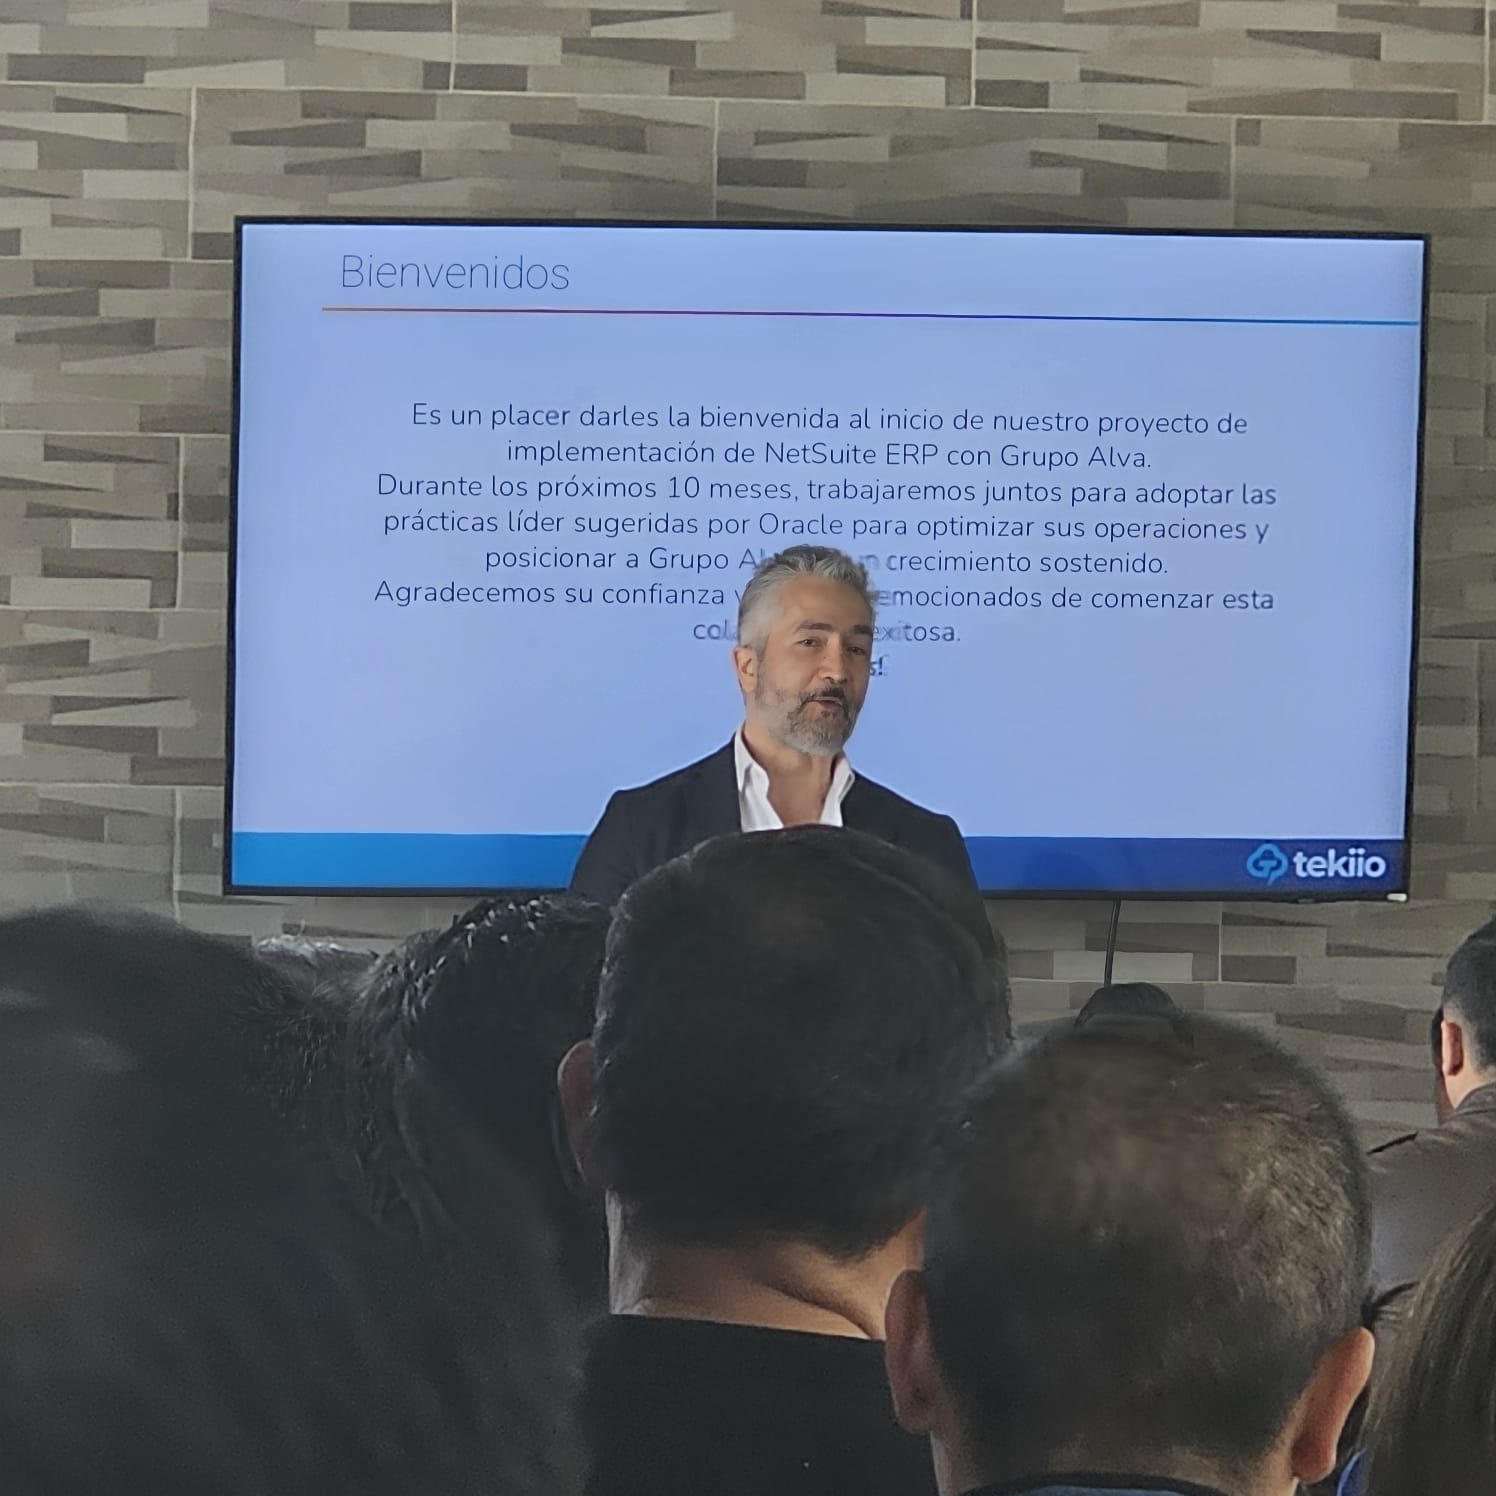 Bienvenidos
Es un placer darles la bienvenida al inicio de nuestro proyecto de
implementación de NetSuite ERP con Grupo Alva.
Durante los próximos 10 meses, trabajaremos juntos para adoptar las
prácticas líder sugeridas por Oracle para optimizar sus operaciones y
posicionar a Grupo crecimiento sostenido.
Agradecemos su confianza emocionados de comenzar esta
exitosa.
tekiio